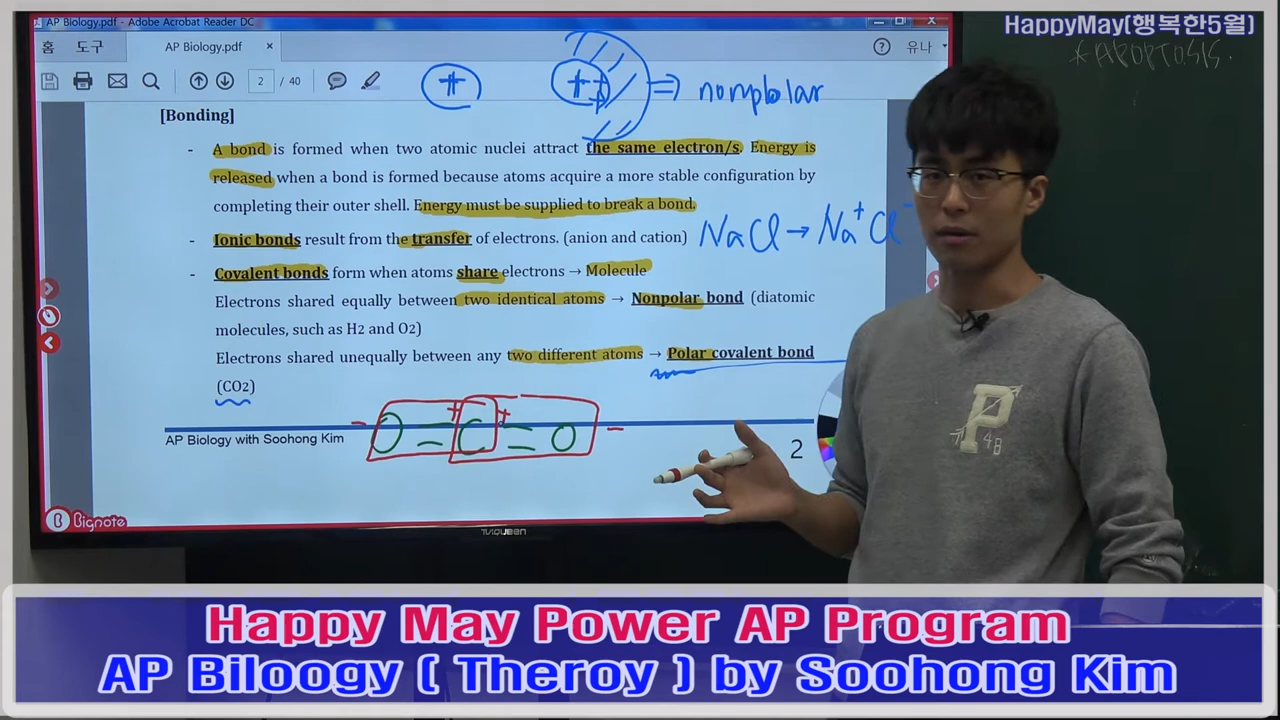 AP Biology.pdf - Adobe Acrobat Reader DC
HappyMay(행복한5월)
홈 도구 AP Biology.pdf × ? 유나
*APOPTOSIS.
2 / 40
+ ++ ⇒ nonpolar
[Bonding]
- A bond is formed when two atomic nuclei attract the same electron/s. Energy is
released when a bond is formed because atoms acquire a more stable configuration by
completing their outer shell. Energy must be supplied to break a bond.
- Ionic bonds result from the transfer of electrons. (anion and cation) NaCl → Na+ Cl-
- Covalent bonds form when atoms share electrons → Molecule
Electrons shared equally between two identical atoms → Nonpolar bond (diatomic
molecules, such as H2 and O2)
Electrons shared unequally between any two different atoms → Polar covalent bond
(CO2)
- + + -
O = C = O
AP Biology with Soohong Kim 2
Bignote
P
48
Happy May Power AP Program
AP Biloogy ( Theroy ) by Soohong Kim